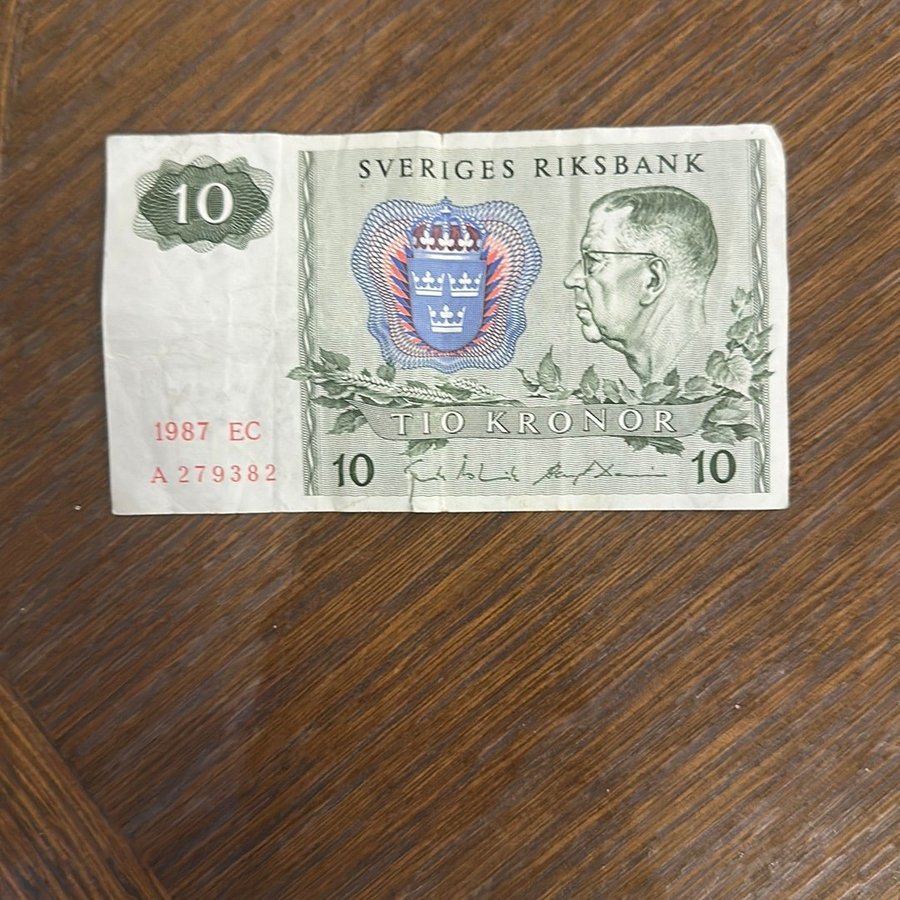 10
SVERIGES RIKSBANK
TIO KRONOR
1987 EC
A 279382
10
10